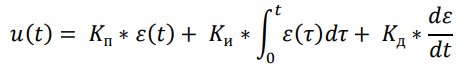 u(t) = Kп * ε(t) + Kи * ∫₀ᵗ ε(τ)dτ + Kд * dε/dt